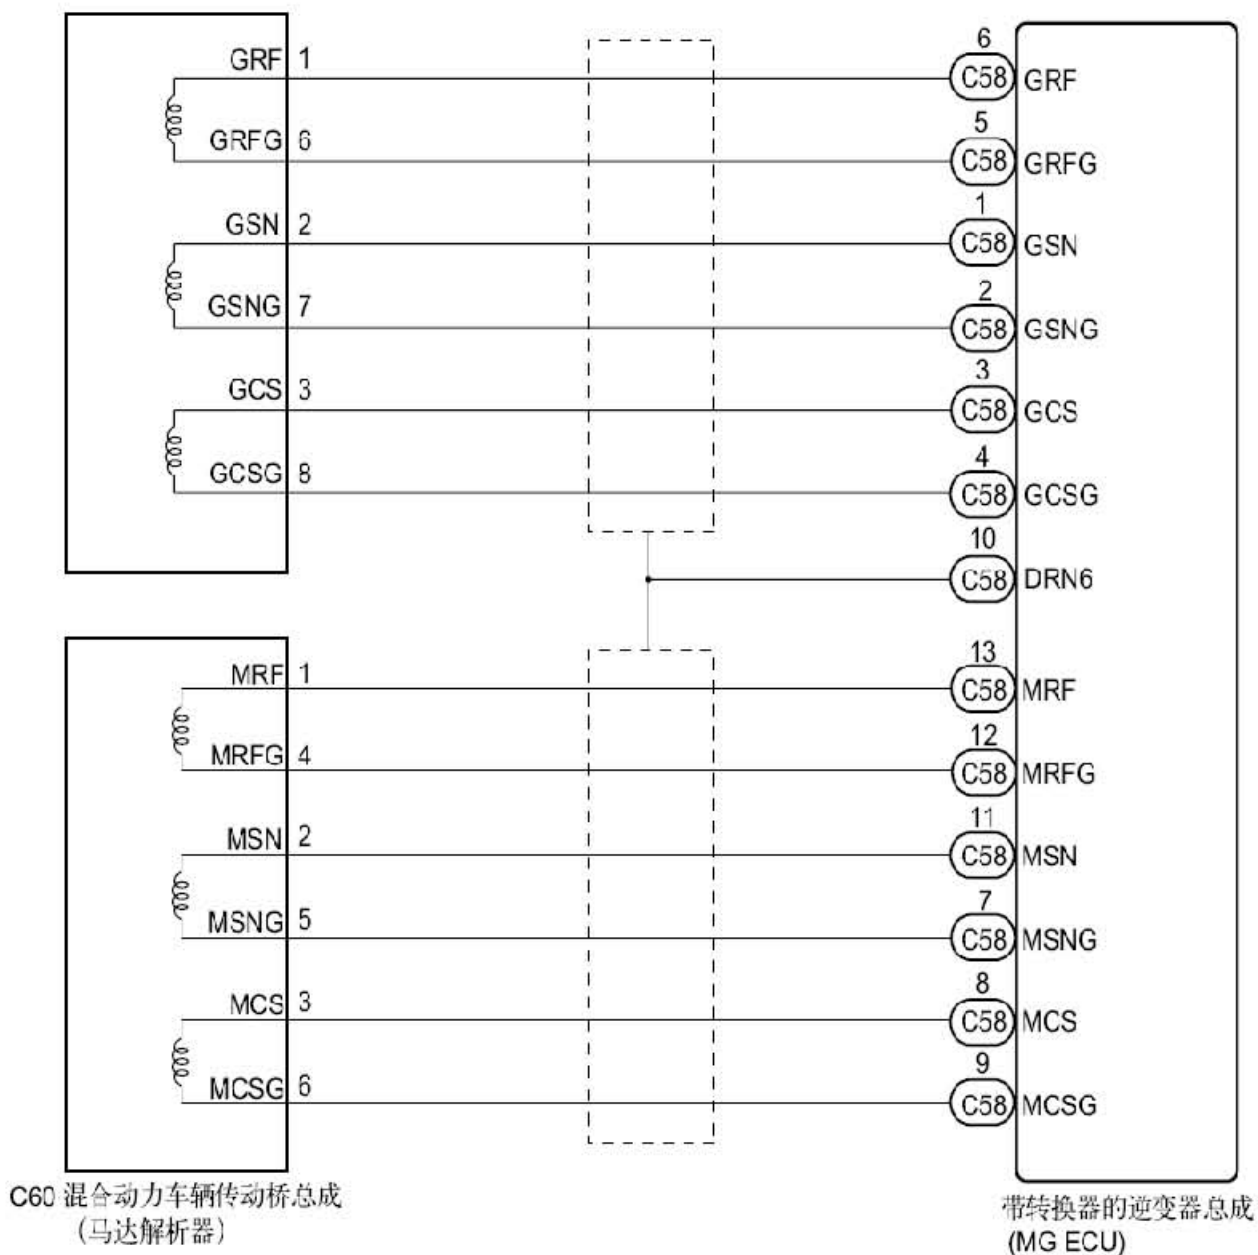 GRF 1
6
C58 GRF
GRFG 6
5
C58 GRFG
GSN 2
1
C58 GSN
GSNG 7
2
C58 GSNG
GCS 3
3
C58 GCS
GCSG 8
4
C58 GCSG
10
C58 DRN6
MRF 1
13
C58 MRF
MRFG 4
12
C58 MRFG
MSN 2
11
C58 MSN
MSNG 5
7
C58 MSNG
MCS 3
8
C58 MCS
MCSG 6
9
C58 MCSG
C60 混合动力车辆传动桥总成
（马达解析器）
带转换器的逆变器总成
(MG ECU)